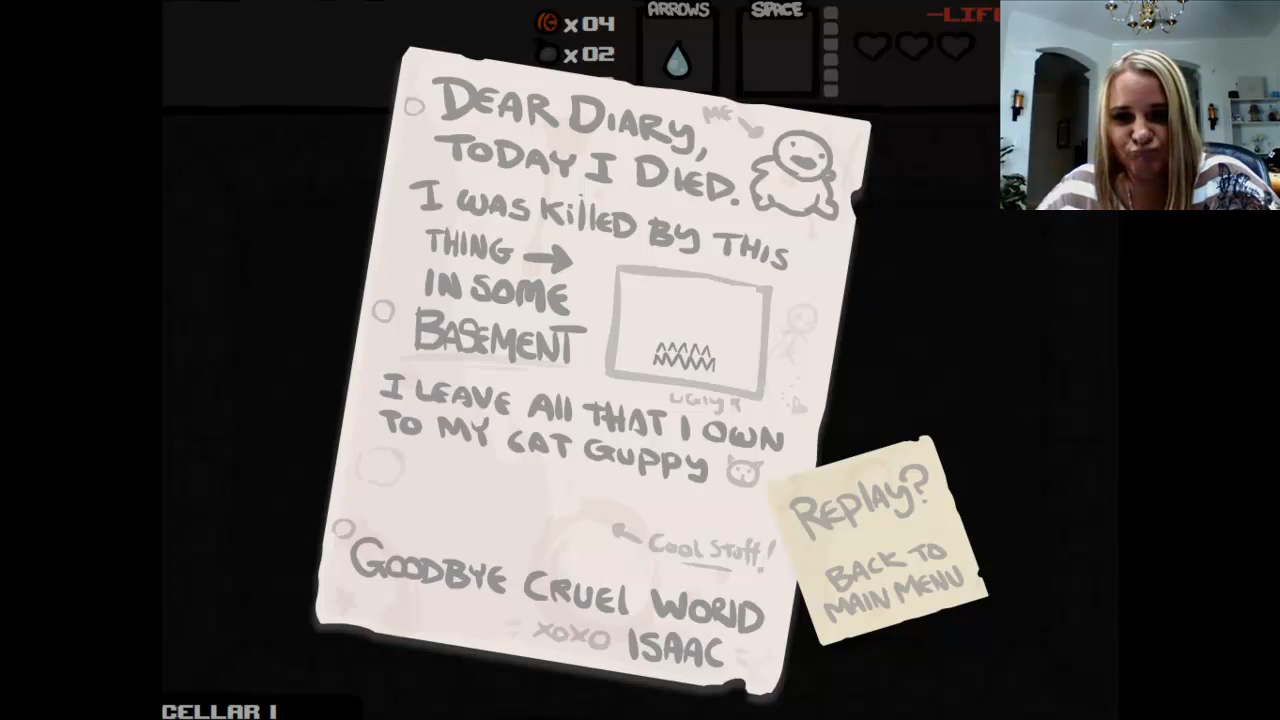 x04
x02
ARROWS
SPACE
-LIF
DEAR DIARY,
ME
TODAY I DIED.
I WAS KILLED BY THIS
THING
IN SOME
BASEMENT
UGLY
I LEAVE ALL THAT I OWN
TO MY CAT GUPPY
COOL STUFF!
GOODBYE CRUEL WORLD
XOXO ISAAC
REPLAY?
BACK TO
MAIN MENU
CELLAR I